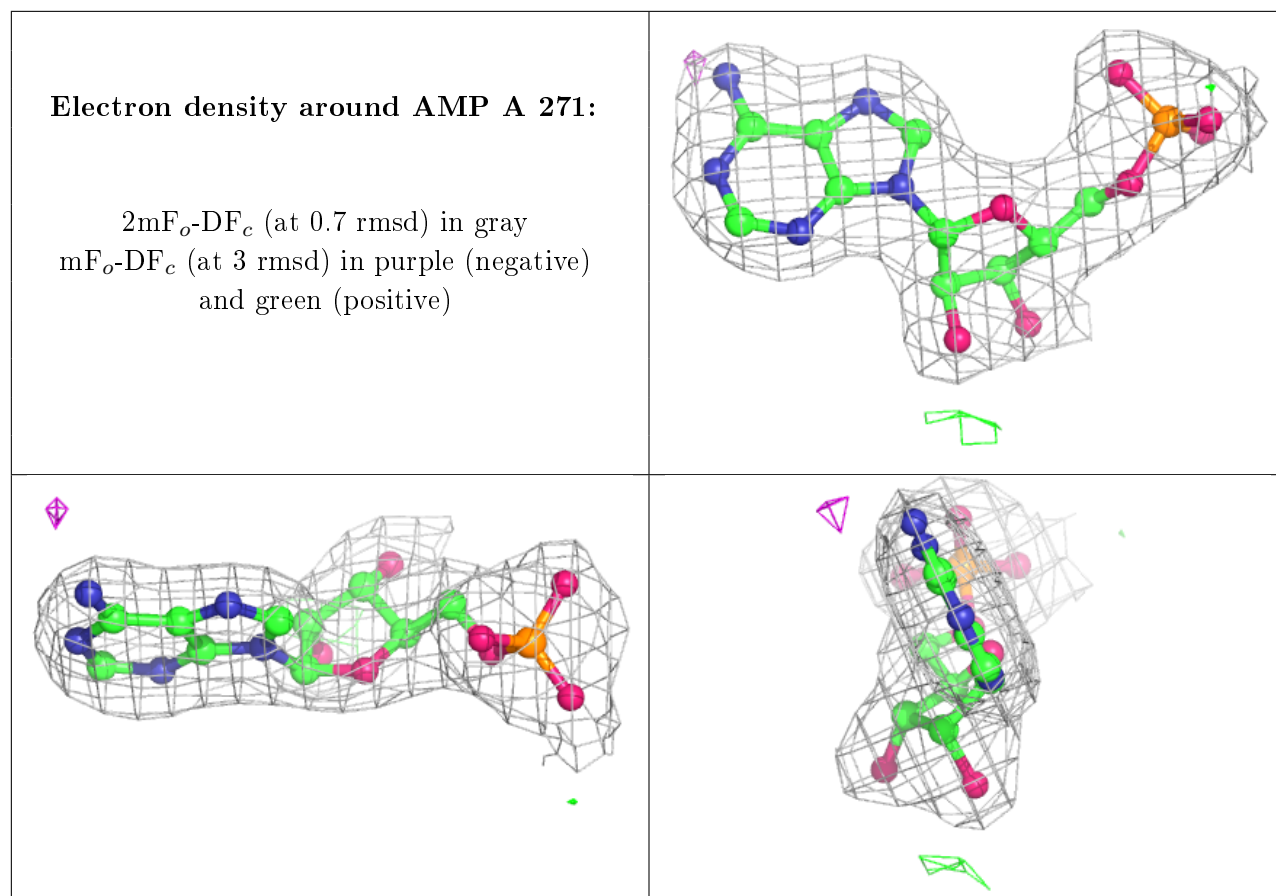 Electron density around AMP A 271:
2mFo-DFc (at 0.7 rmsd) in gray
mFo-DFc (at 3 rmsd) in purple (negative)
and green (positive)